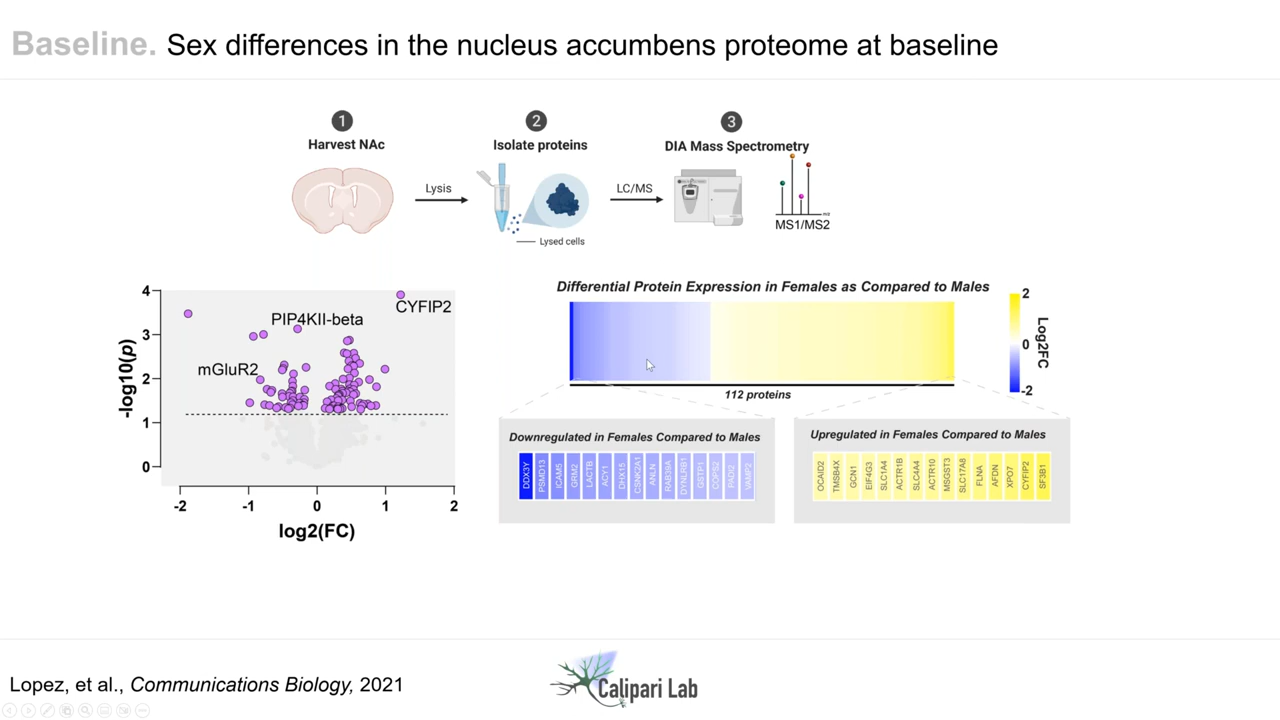 Baseline. Sex differences in the nucleus accumbens proteome at baseline
1
2
3
Harvest NAc
Isolate proteins
DIA Mass Spectrometry
Lysis
LC/MS
Lysed cells
m/z
MS1/MS2
4
3
2
1
0
-log10(p)
CYFIP2
PIP4KII-beta
mGluR2
-2
-1
0
1
2
log2(FC)
Differential Protein Expression in Females as Compared to Males
2
0
-2
Log2FC
112 proteins
Downregulated in Females Compared to Males
DDX3Y
PSMD13
ICAM5
GRM2
LACTB
ACY1
DHX15
CSNK2A1
ANLN
RAB39A
DYNLRB1
GSTP1
COPS2
PADI2
VAMP2
Upregulated in Females Compared to Males
OCAID2
TMSB4X
GCN1
EIF4G3
SLC1A4
ACTR1B
SLC4A4
ACTR10
MSGST3
SLC17A8
FLNA
AFDN
XPO7
CYFIP2
SF3B1
Lopez, et al., Communications Biology, 2021
Calipari Lab